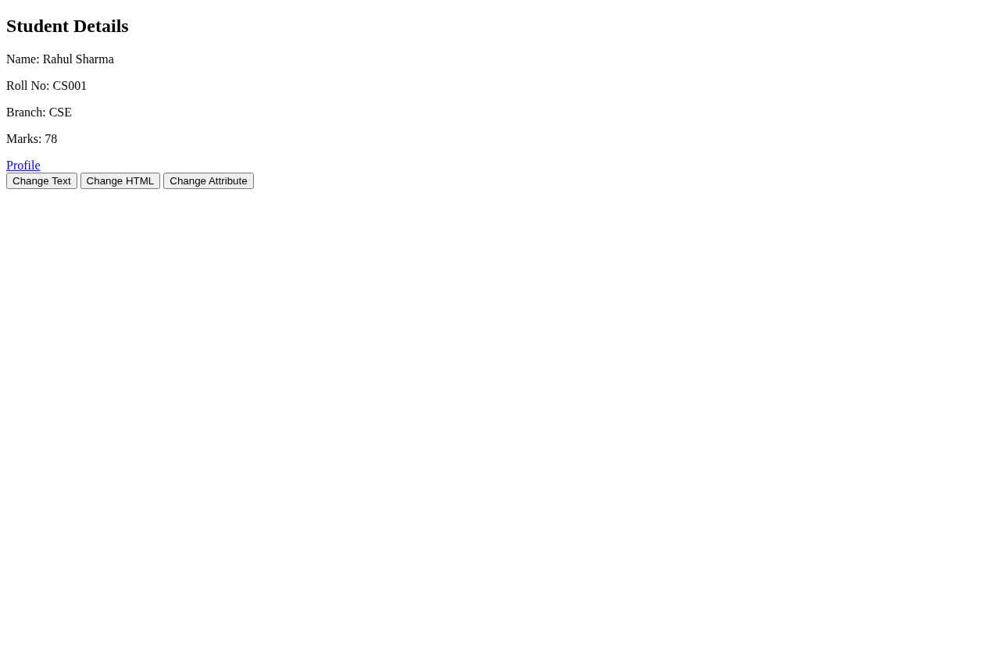 Student Details
Name: Rahul Sharma
Roll No: CS001
Branch: CSE
Marks: 78
Profile
Change Text Change HTML Change Attribute